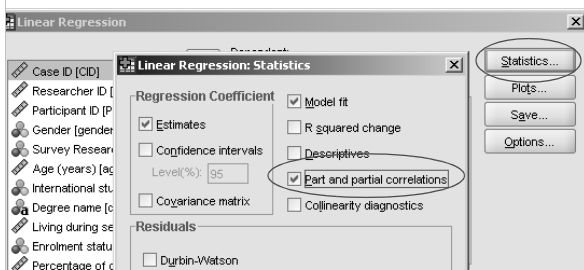 Linear Regression
Case ID [CID]
Researcher ID [
Participant ID [P
Gender [gender
Survey Resear
Age (years) [ag
International stu
Degree name [c
Living during se
Enrolment statu
Percentage of c
Linear Regression: Statistics
Regression Coefficient
Estimates
Confidence intervals
Level(%): 95
Covariance matrix
Model fit
R squared change
Descriptives
Part and partial correlations
Collinearity diagnostics
Residuals
Durbin-Watson
Statistics...
Plots...
Save...
Options...